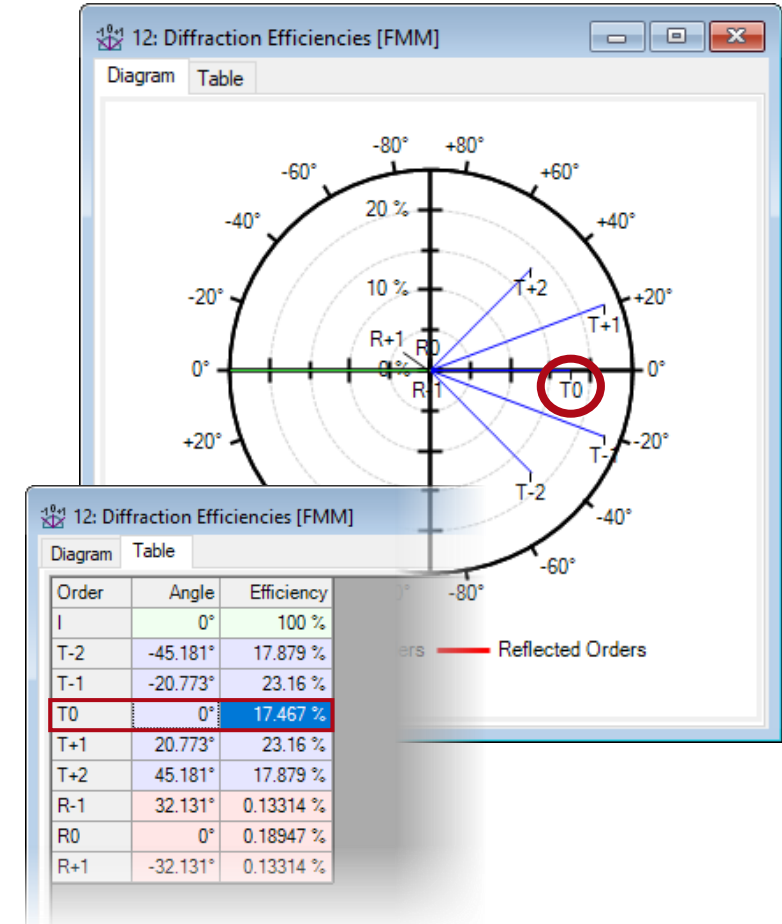 12: Diffraction Efficiencies [FMM]
Diagram Table
-80° +80°
-60° +60°
20 %
-40° +40°
T+2
-20° 10 % +20°
T+1
R+1 R0
0° 0 % 0°
R-1 T0
+20° -20°
T-1
T-2
-40°
-60°
-80°
Reflected Orders
12: Diffraction Efficiencies [FMM]
Diagram Table
Order Angle Efficiency
I 0° 100 %
T-2 -45.181° 17.879 %
T-1 -20.773° 23.16 %
T0 0° 17.467 %
T+1 20.773° 23.16 %
T+2 45.181° 17.879 %
R-1 32.131° 0.13314 %
R0 0° 0.18947 %
R+1 -32.131° 0.13314 %